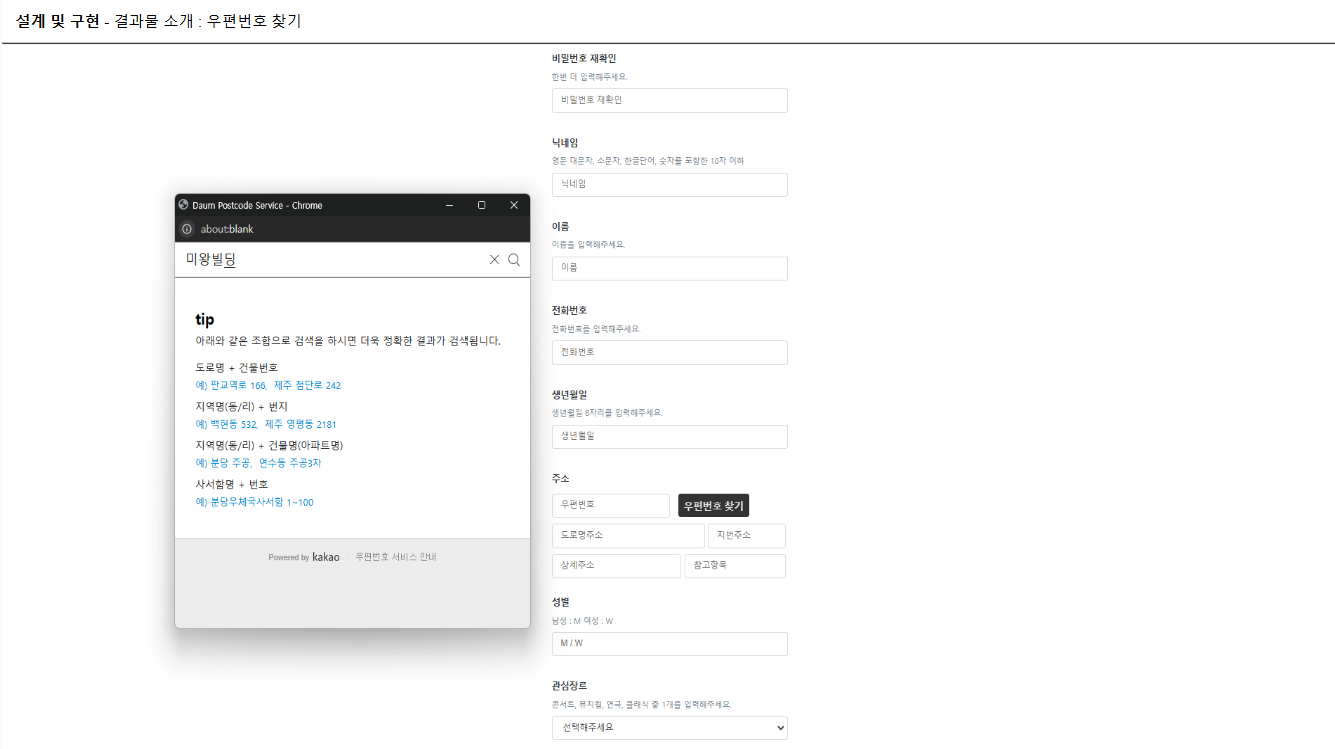 설계 및 구현 - 결과물 소개 : 우편번호 찾기
비밀번호 재확인
한번 더 입력해주세요.
비밀번호 재확인
닉네임
영문 대문자, 소문자, 한글단어, 숫자를 포함한 10자 이하
닉네임
이름
이름을 입력해주세요.
이름
전화번호
전화번호를 입력해주세요.
전화번호
생년월일
생년월일 8자리를 입력해주세요.
생년월일
주소
우편번호 우편번호 찾기
도로명주소 지번주소
상세주소 참고항목
성별
남성 : M 여성 : W
M / W
관심장르
콘서트, 뮤지컬, 연극, 클래식 중 1개를 입력해주세요.
선택해주세요
Daum Postcode Service - Chrome
about:blank
미왕빌딩
tip
아래와 같은 조합으로 검색을 하시면 더욱 정확한 결과가 검색됩니다.
도로명 + 건물번호
예) 판교역로 166, 제주 첨단로 242
지역명(동/리) + 번지
예) 백현동 532, 제주 영평동 2181
지역명(동/리) + 건물명(아파트명)
예) 분당 주공, 연수동 주공3차
사서함명 + 번호
예) 분당우체국사서함 1~100
Powered by kakao 우편번호 서비스 안내